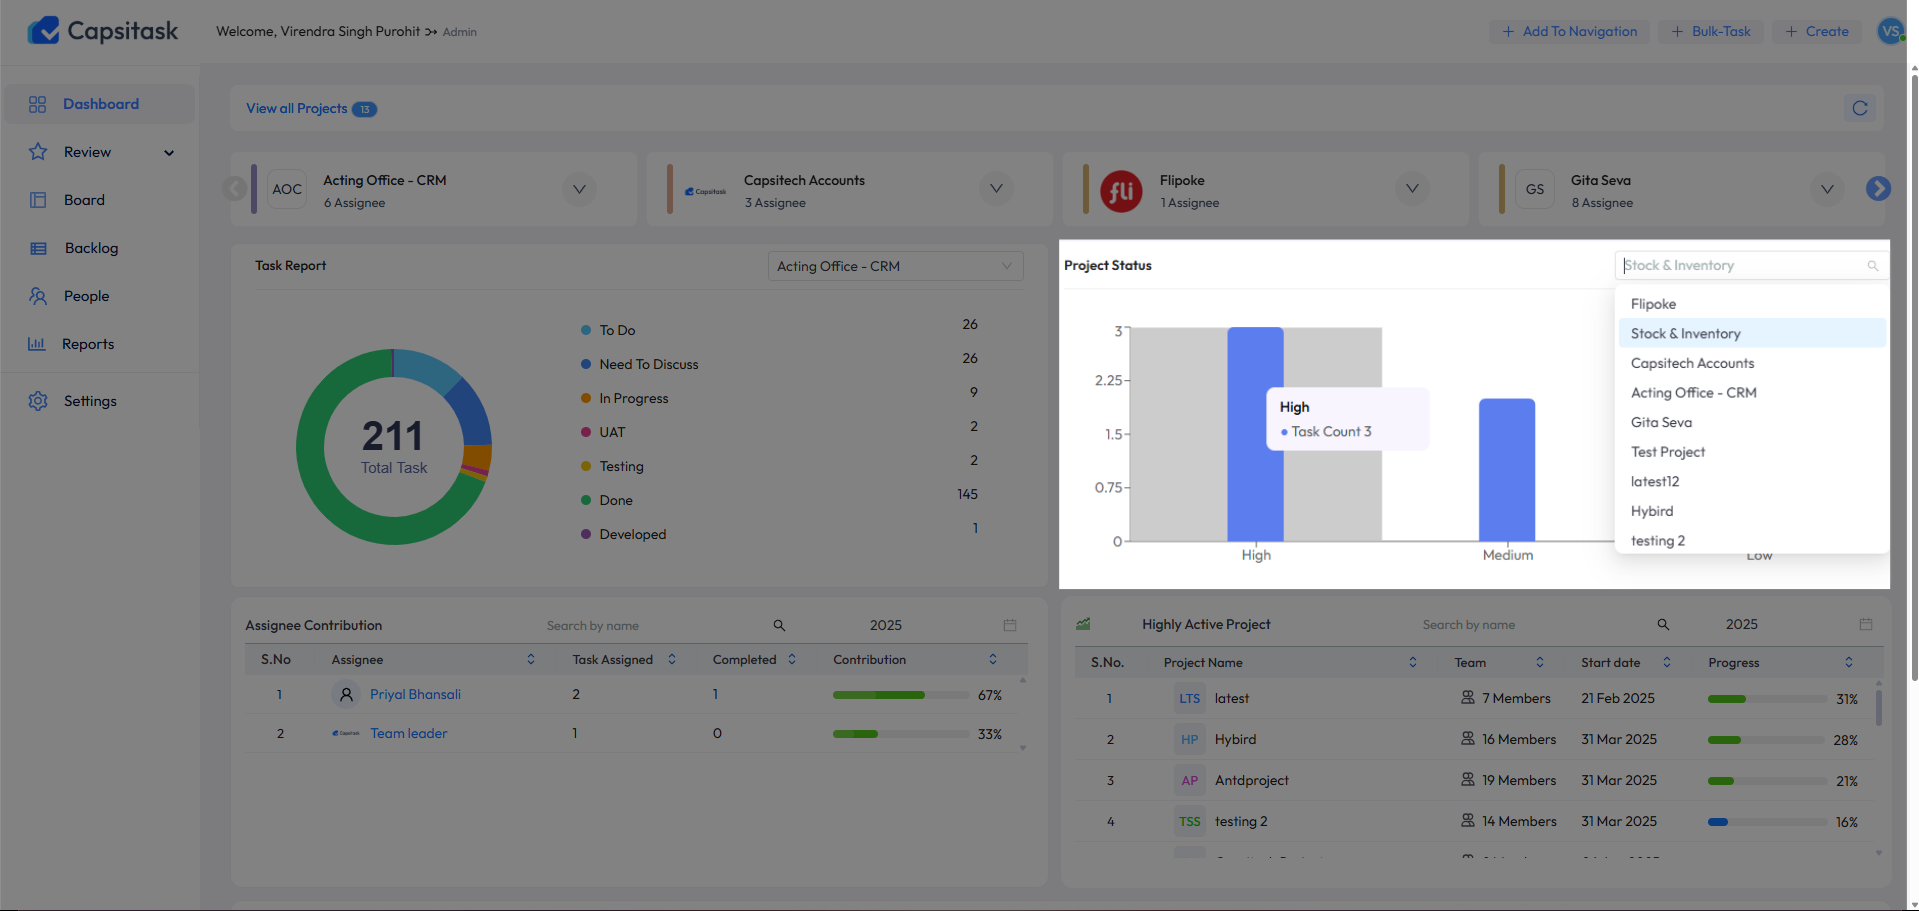 Capsitask
Welcome, Virendra Singh Purohit Admin
Add To Navigation
Bulk-Task
Create
VS
Dashboard
Review
Board
Backlog
People
Reports
Settings
View all Projects 13
AOC
Acting Office - CRM
6 Assignee
Capsitask
Capsitech Accounts
3 Assignee
fli
Flipoke
1 Assignee
GS
Gita Seva
8 Assignee
Task Report
Acting Office - CRM
211
Total Task
To Do 26
Need To Discuss 26
In Progress 9
UAT 2
Testing 2
Done 145
Developed 1
Project Status
Stock & Inventory
Flipoke
Stock & Inventory
Capsitech Accounts
Acting Office - CRM
Gita Seva
Test Project
latest12
Hybird
testing 2
3
2.25
1.5
0.75
0
High
Task Count 3
High
Medium
Low
Assignee Contribution
Search by name
2025
S.No Assignee Task Assigned Completed Contribution
1 Priyal Bhansali 2 1 67%
2 Capsitask Team leader 1 0 33%
Highly Active Project
Search by name
2025
S.No. Project Name Team Start date Progress
1 LTS latest 7 Members 21 Feb 2025 31%
2 HP Hybird 16 Members 31 Mar 2025 28%
3 AP Antdproject 19 Members 31 Mar 2025 21%
4 TSS testing 2 14 Members 31 Mar 2025 16%